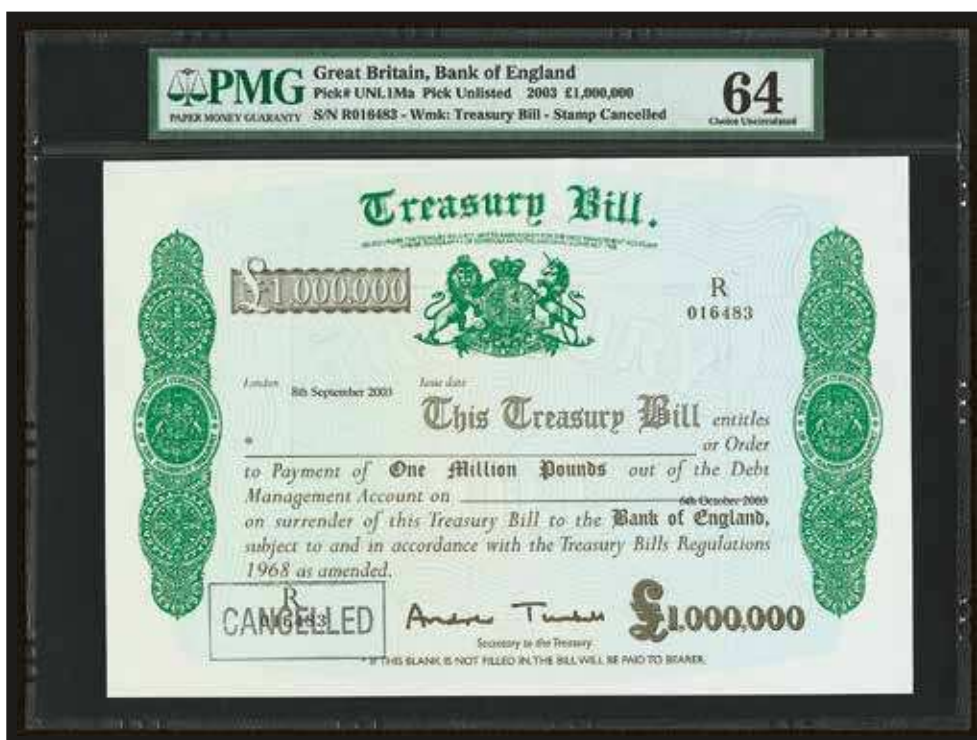 PMG
PAPER MONEY GUARANTY
Great Britain, Bank of England
Pick# UNL1Ma Pick Unlisted 2003 £1,000,000
S/N R016483 - Wmk: Treasury Bill - Stamp Cancelled
64
Choice Uncirculated
Treasury Bill.
£1,000,000
R
016483
London 8th September 2003 Issue date
This Treasury Bill entitles
* or Order
to Payment of One Million Pounds out of the Debt
Management Account on 6th October 2003
on surrender of this Treasury Bill to the Bank of England,
subject to and in accordance with the Treasury Bills Regulations
1968 as amended.
R
016483
CANCELLED
£1,000,000
Secretary to the Treasury
* IF THIS BLANK IS NOT FILLED IN, THE BILL WILL BE PAID TO BEARER.